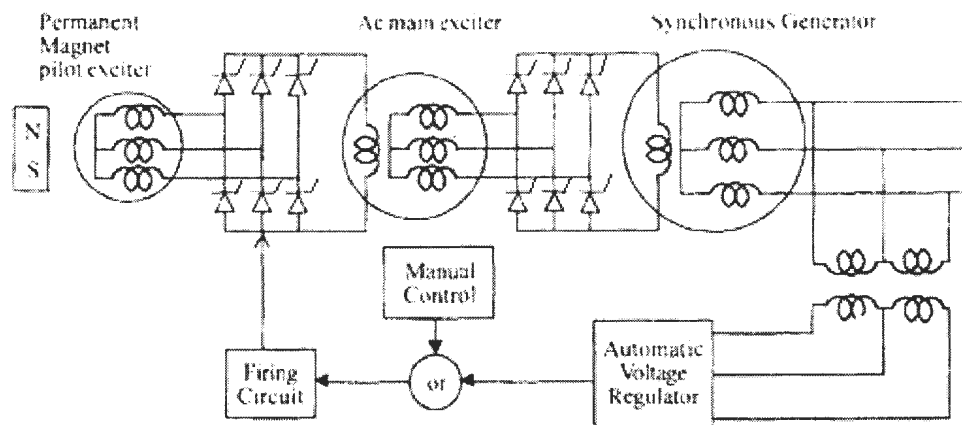 Permanent
Magnet
pilot exciter
Ac main exciter
Synchronous Generator
N
S
Manual
Control
Firing
Circuit
or
Automatic
Voltage
Regulator